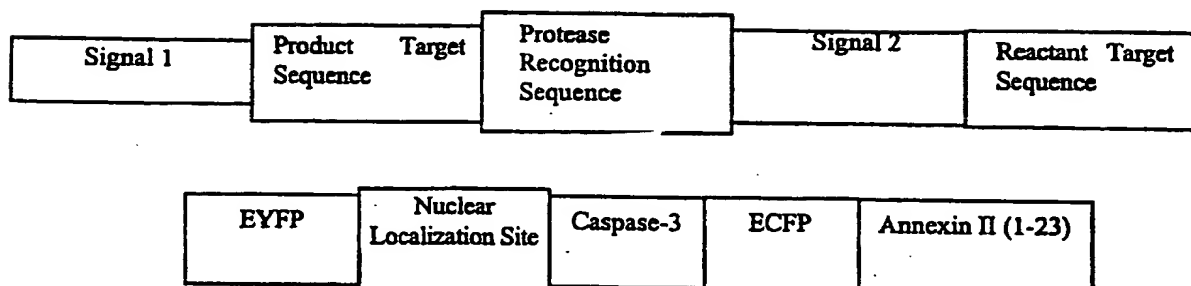 Signal 1
Product Target
Sequence
Protease
Recognition
Sequence
Signal 2
Reactant Target
Sequence
EYFP
Nuclear
Localization Site
Caspase-3
ECFP
Annexin II (1-23)